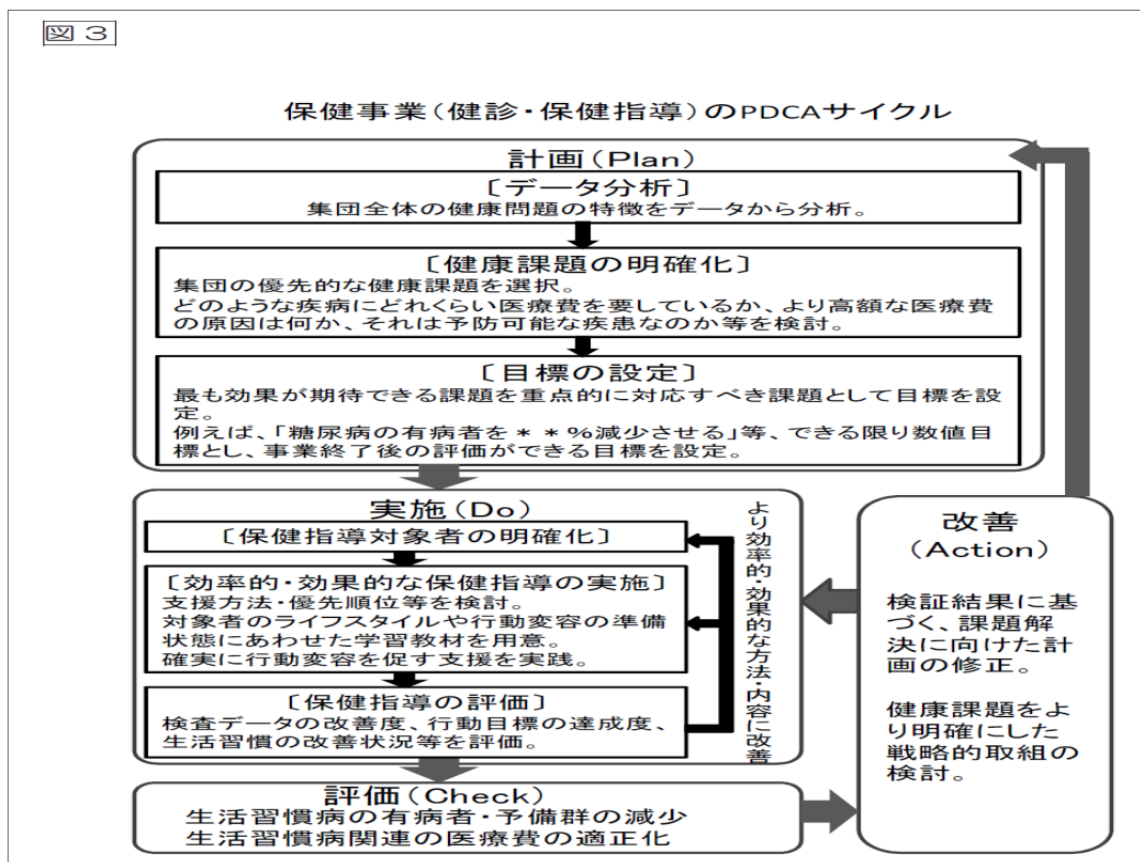 図３
保健事業（健診・保健指導）のPDCAサイクル
計画（Plan）
〔データ分析〕
集団全体の健康問題の特徴をデータから分析。
〔健康課題の明確化〕
集団の優先的な健康課題を選択。
どのような疾病にどれくらい医療費を要しているか、より高額な医療費
の原因は何か、それは予防可能な疾患なのか等を検討。
〔目標の設定〕
最も効果が期待できる課題を重点的に対応すべき課題として目標を設
定。
例えば、「糖尿病の有病者を＊＊％減少させる」等、できる限り数値目
標とし、事業終了後の評価ができる目標を設定。
実施（Do）
〔保健指導対象者の明確化〕
〔効率的・効果的な保健指導の実施〕
支援方法・優先順位等を検討。
対象者のライフスタイルや行動変容の準備
状態にあわせた学習教材を用意。
確実に行動変容を促す支援を実践。
〔保健指導の評価〕
検査データの改善度、行動目標の達成度、
生活習慣の改善状況等を評価。
より効率的・効果的な方法・内容に改善
評価（Check）
生活習慣病の有病者・予備群の減少
生活習慣病関連の医療費の適正化
改善
（Action）
検証結果に基
づく、課題解
決に向けた計
画の修正。
健康課題をよ
り明確にした
戦略的取組の
検討。